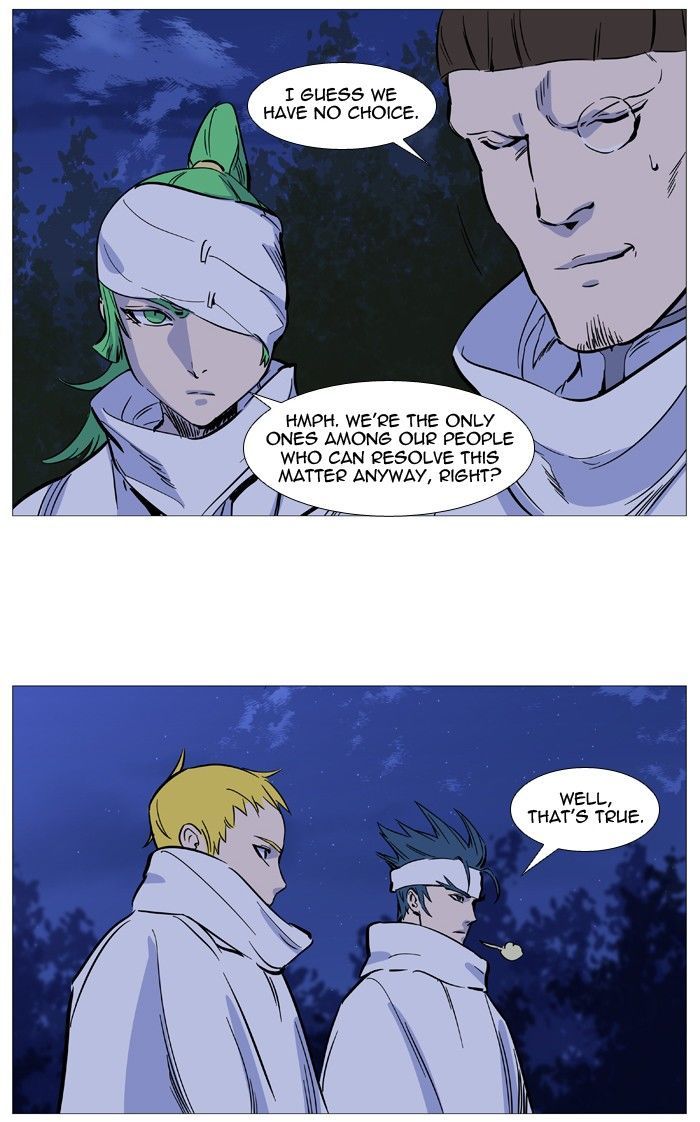 I GUESS WE
HAVE NO CHOICE.
HMPH. WE'RE THE ONLY
ONES AMONG OUR PEOPLE
WHO CAN RESOLVE THIS
MATTER ANYWAY, RIGHT?
WELL,
THAT'S TRUE.